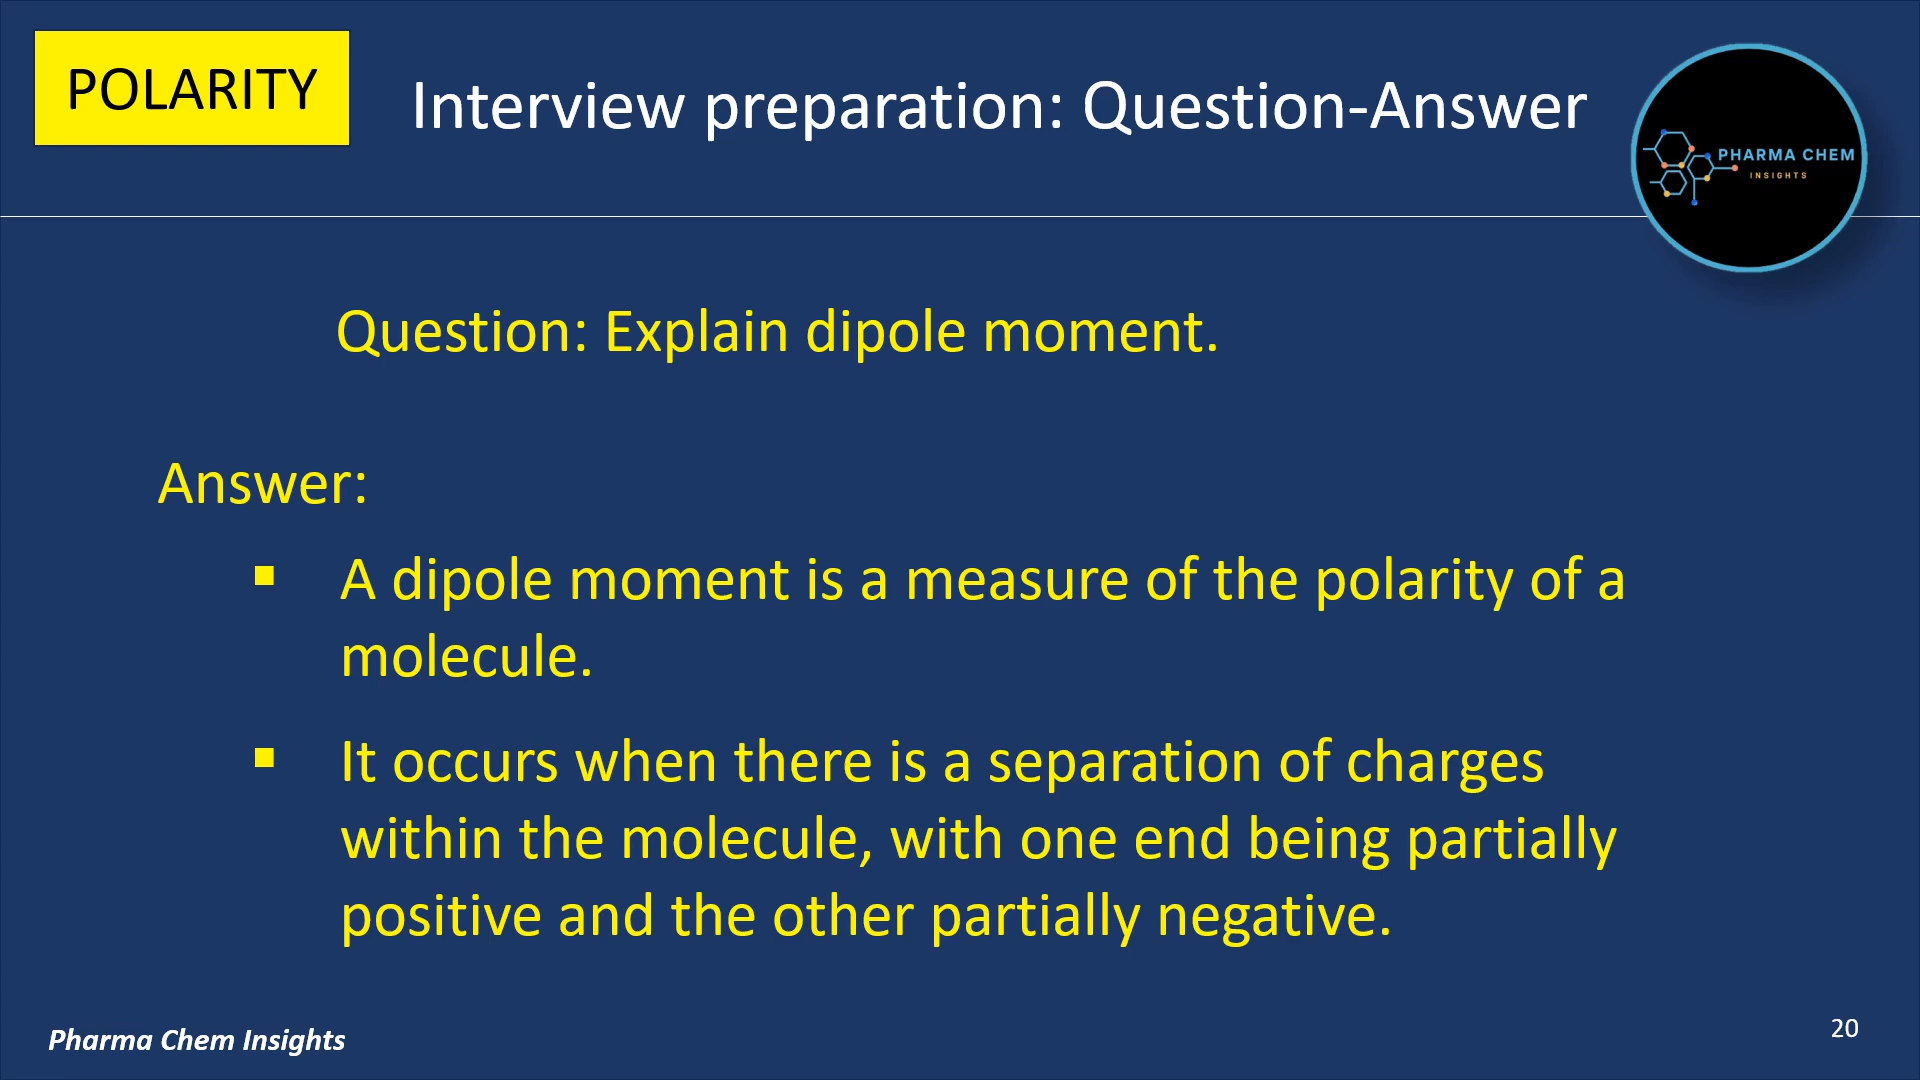 POLARITY
Interview preparation: Question-Answer
PHARMA CHEM
INSIGHTS
Question: Explain dipole moment.
Answer:
▪ A dipole moment is a measure of the polarity of a
molecule.
▪ It occurs when there is a separation of charges
within the molecule, with one end being partially
positive and the other partially negative.
Pharma Chem Insights
20